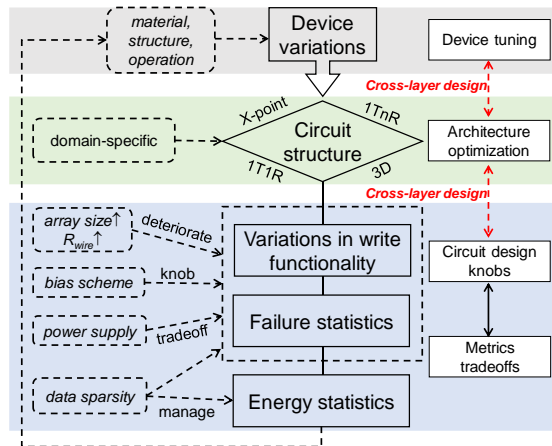 material,
structure,
operation
Device
variations
Device tuning
Cross-layer design
X-point
1TnR
domain-specific
Circuit
structure
Architecture
optimization
1T1R
3D
Cross-layer design
array size↑
R_wire↑
deteriorate
Variations in write
functionality
Circuit design
knobs
bias scheme
knob
power supply
tradeoff
Failure statistics
Metrics
tradeoffs
data sparsity
manage
Energy statistics